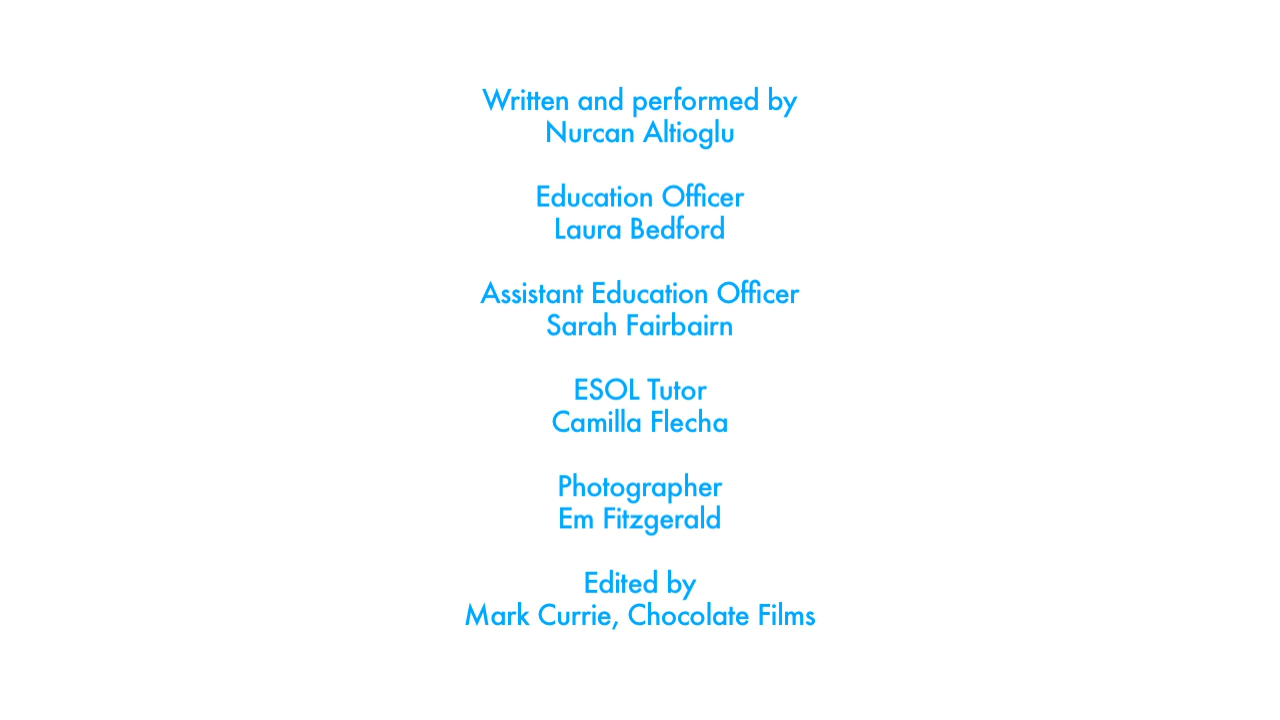 Written and performed by
Nurcan Altioglu
Education Officer
Laura Bedford
Assistant Education Officer
Sarah Fairbairn
ESOL Tutor
Camilla Flecha
Photographer
Em Fitzgerald
Edited by
Mark Currie, Chocolate Films